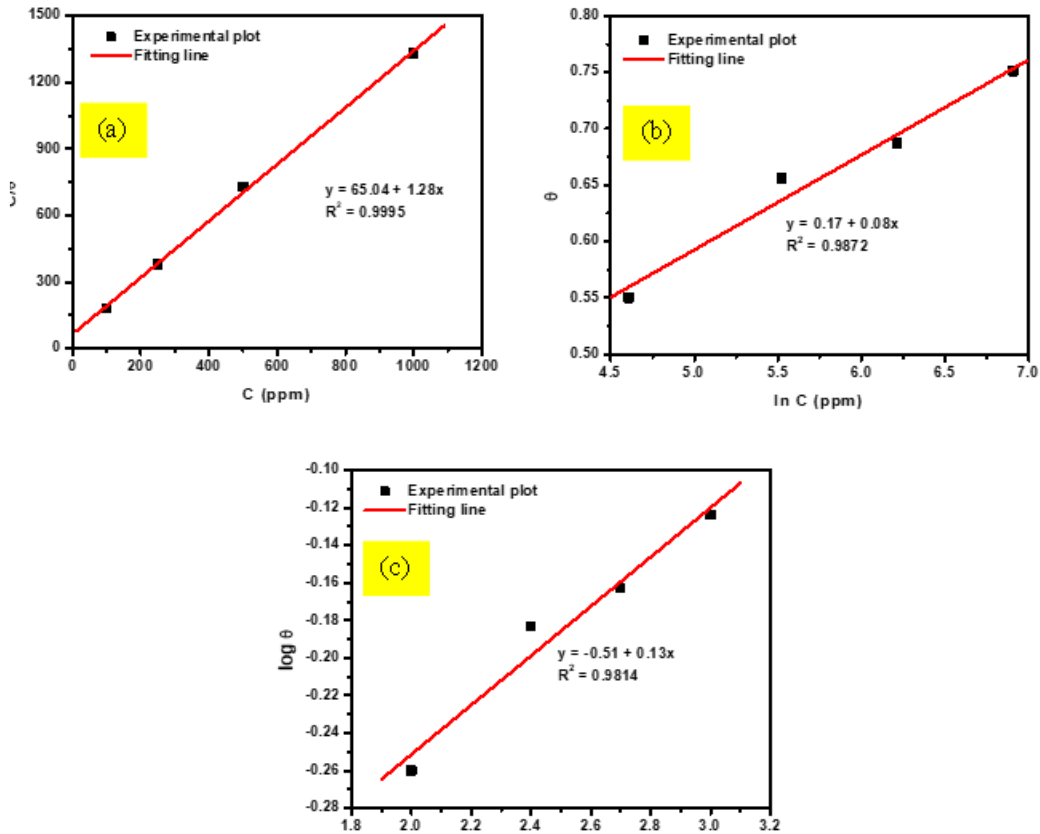 1500
1200
900
600
300
0
0
200
400
600
800
1000
1200
C (ppm)
Experimental plot
Fitting line
(a)
y = 65.04 + 1.28x
R² = 0.9995
0.80
0.75
0.70
0.65
0.60
0.55
0.50
θ
4.5
5.0
5.5
6.0
6.5
7.0
ln C (ppm)
Experimental plot
Fitting line
(b)
y = 0.17 + 0.08x
R² = 0.9872
-0.10
-0.12
-0.14
-0.16
-0.18
-0.20
-0.22
-0.24
-0.26
-0.28
log θ
1.8
2.0
2.2
2.4
2.6
2.8
3.0
3.2
Experimental plot
Fitting line
(c)
y = -0.51 + 0.13x
R² = 0.9814